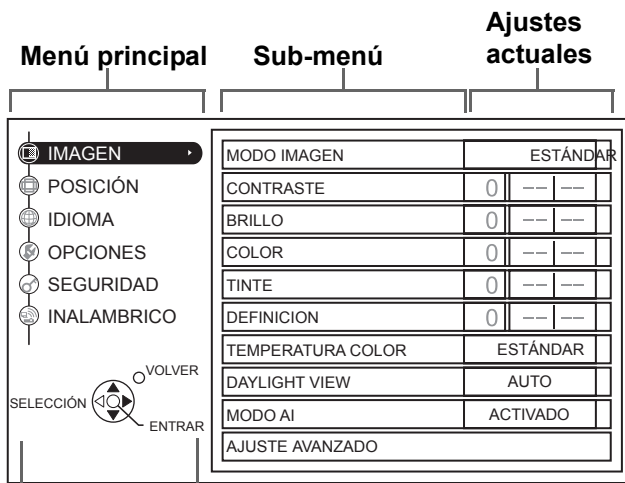 Menú principal
Sub-menú
Ajustes
actuales
IMAGEN
POSICIÓN
IDIOMA
OPCIONES
SEGURIDAD
INALAMBRICO
VOLVER
SELECCIÓN
ENTRAR
MODO IMAGEN ESTÁNDAR
CONTRASTE 0
BRILLO 0
COLOR 0
TINTE 0
DEFINICION 0
TEMPERATURA COLOR ESTÁNDAR
DAYLIGHT VIEW AUTO
MODO AI ACTIVADO
AJUSTE AVANZADO